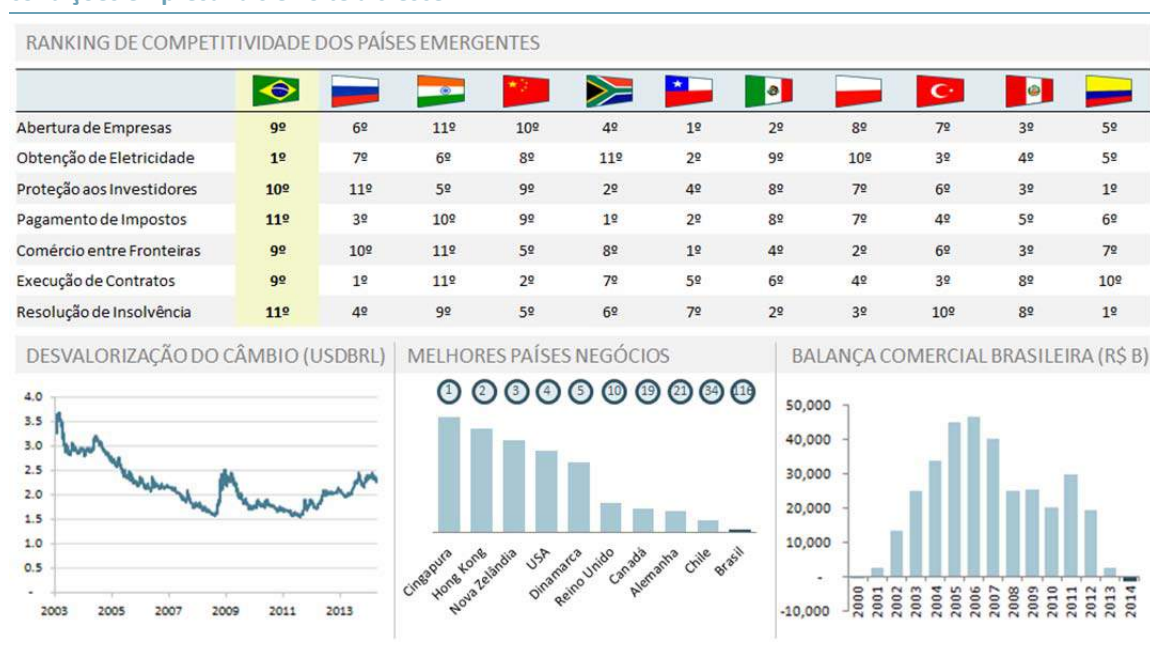 RANKING DE COMPETITIVIDADE DOS PAÍSES EMERGENTES
Abertura de Empresas 9º 6º 11º 10º 4º 1º 2º 8º 7º 3º 5º
Obtenção de Eletricidade 1º 7º 6º 8º 11º 2º 9º 10º 3º 4º 5º
Proteção aos Investidores 10º 11º 5º 9º 2º 4º 8º 7º 6º 3º 1º
Pagamento de Impostos 11º 3º 10º 9º 1º 2º 8º 7º 4º 5º 6º
Comércio entre Fronteiras 9º 10º 11º 5º 8º 1º 4º 2º 6º 3º 7º
Execução de Contratos 9º 1º 11º 2º 7º 5º 6º 4º 3º 8º 10º
Resolução de Insolvência 11º 4º 9º 5º 6º 7º 2º 3º 10º 8º 1º
DESVALORIZAÇÃO DO CÂMBIO (USDBRL)
4.0
3.5
3.0
2.5
2.0
1.5
1.0
0.5
-
2003 2005 2007 2009 2011 2013
MELHORES PAÍSES NEGÓCIOS
1 2 3 4 5 10 19 21 34 116
Cingapura
Hong Kong
Nova Zelândia
USA
Dinamarca
Reino Unido
Canadá
Alemanha
Chile
Brasil
BALANÇA COMERCIAL BRASILEIRA (R$ B)
50,000
40,000
30,000
20,000
10,000
-
-10,000
2000 2001 2002 2003 2004 2005 2006 2007 2008 2009 2010 2011 2012 2013 2014